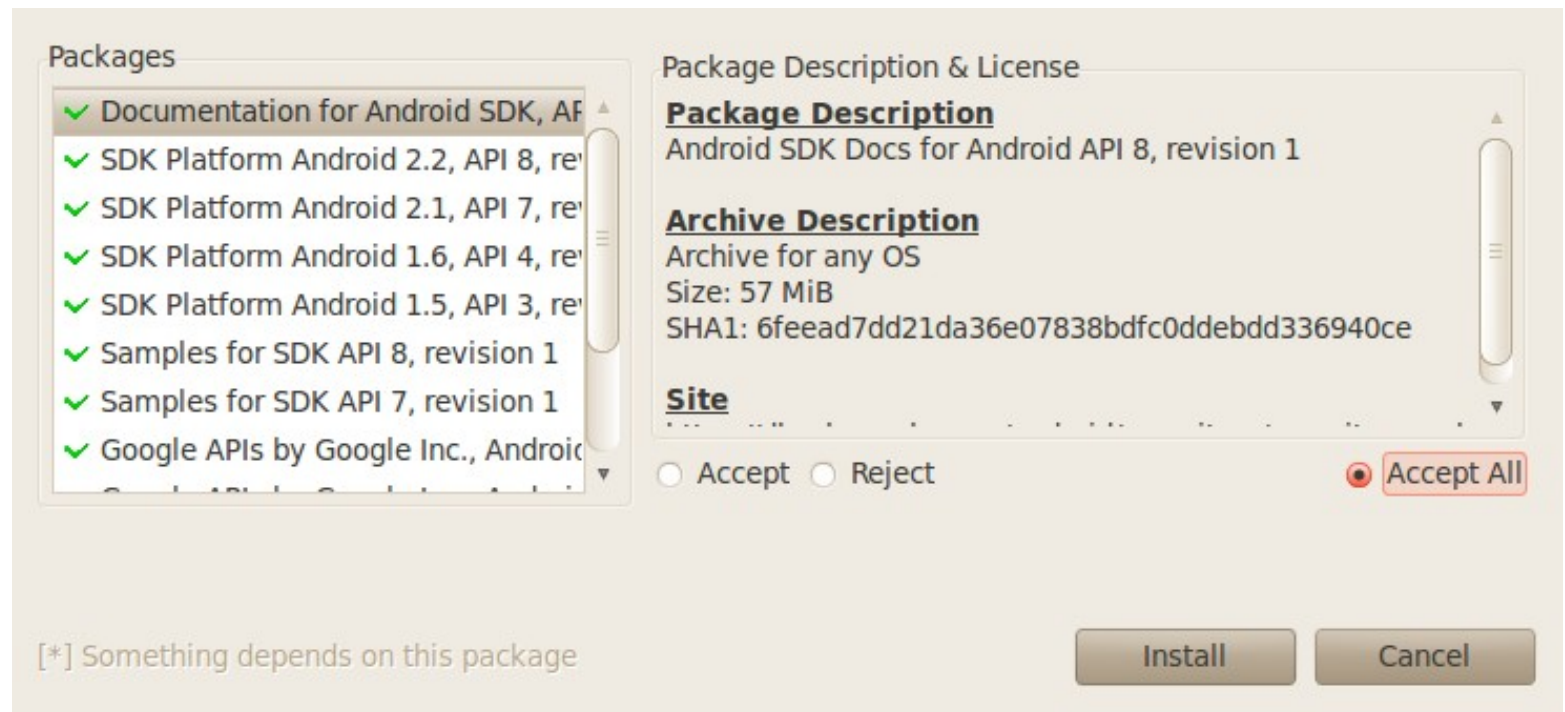 Packages
Documentation for Android SDK, AP
SDK Platform Android 2.2, API 8, re
SDK Platform Android 2.1, API 7, re
SDK Platform Android 1.6, API 4, re
SDK Platform Android 1.5, API 3, re
Samples for SDK API 8, revision 1
Samples for SDK API 7, revision 1
Google APIs by Google Inc., Android
Package Description & License
Package Description
Android SDK Docs for Android API 8, revision 1
Archive Description
Archive for any OS
Size: 57 MiB
SHA1: 6feead7dd21da36e07838bdfc0ddebdd336940ce
Site
Accept
Reject
Accept All
[*] Something depends on this package
Install
Cancel